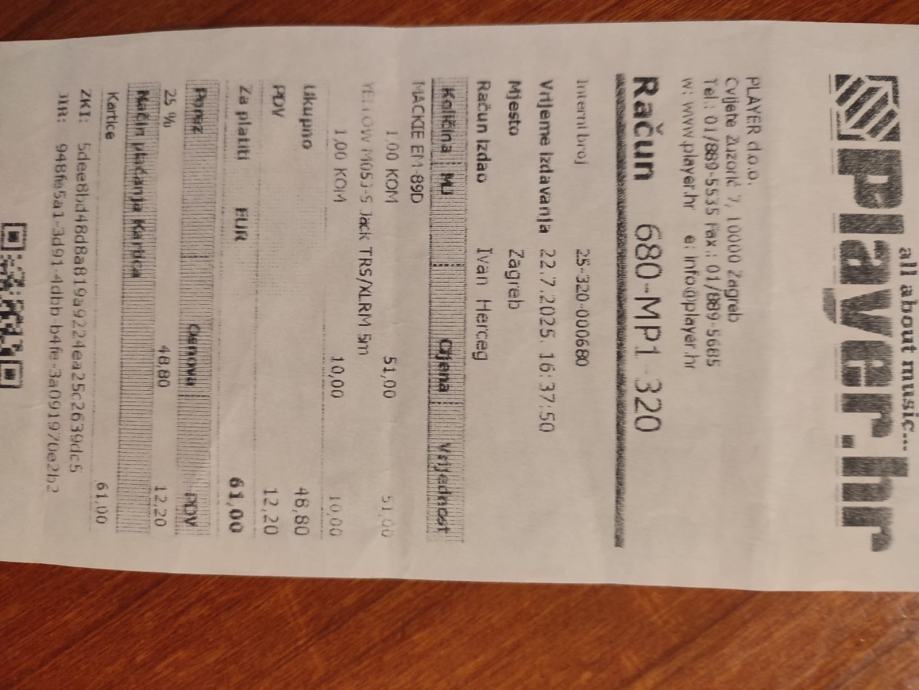 all about music...
player.hr
PLAYER d.o.o.
Cvijete Zuzorić 7, 10000 Zagreb
Tel.: 01/889-5535 Fax.: 01/889-5685
w: www.player.hr e: info@player.hr
Račun 680-MP1-320
Interni broj 25-320-000680
Vrijeme izdavanja 22.7.2025. 16:37:50
Mjesto Zagreb
Račun izdao Ivan Herceg
Količina MJ Cijena Vrijednost
MACKIE EM-89D
1,00 KOM 51,00 51,00
YELLOW M05J-5 Jack TRS/XLRM 5m
1,00 KOM 10,00 10,00
Ukupno 48,80
PDV 12,20
Za platiti EUR 61,00
Porez Osnova PDV
25 % 48,80 12,20
Način plaćanja Kartica
Kartice 61,00
ZKI: 5dee8bd48d8a819a9224ea25c2639dc5
JIR: 948fe5a1-3d91-4dbb-b4fe-3a091970e2b2